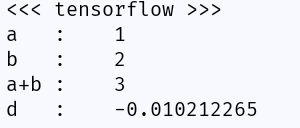 <<< tensorflow >>>
a   :    1
b   :    2
a+b :    3
d   :    -0.010212265